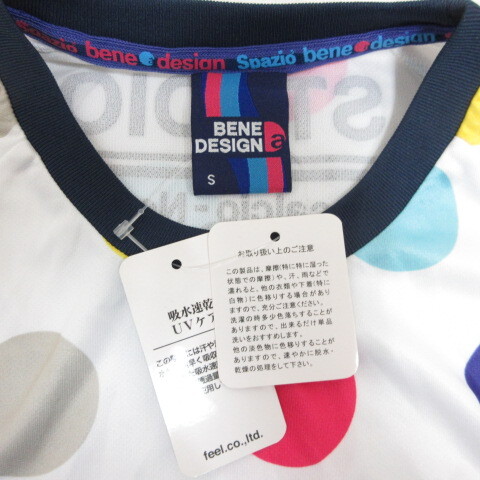 Spazio bene design Spazio bene design
BENE
DESIGN
S
お取り扱い上のご注意
この製品は、摩擦(特に特に湿った
状態での摩擦)や、汗、雨などで
濡れると、他の衣類や下着(特に
白物)に色移りする場合があり
ますので、充分ご注意ください。
洗濯の時多少色落ちすることが
ありますので、出来るだけ単品
洗いをおすすめします。
他の淡色物に色移りすることが
ありますので、速やかに脱水・
乾燥の処理をして下さい。
吸水速乾
UVケア
feel.co.,ltd.